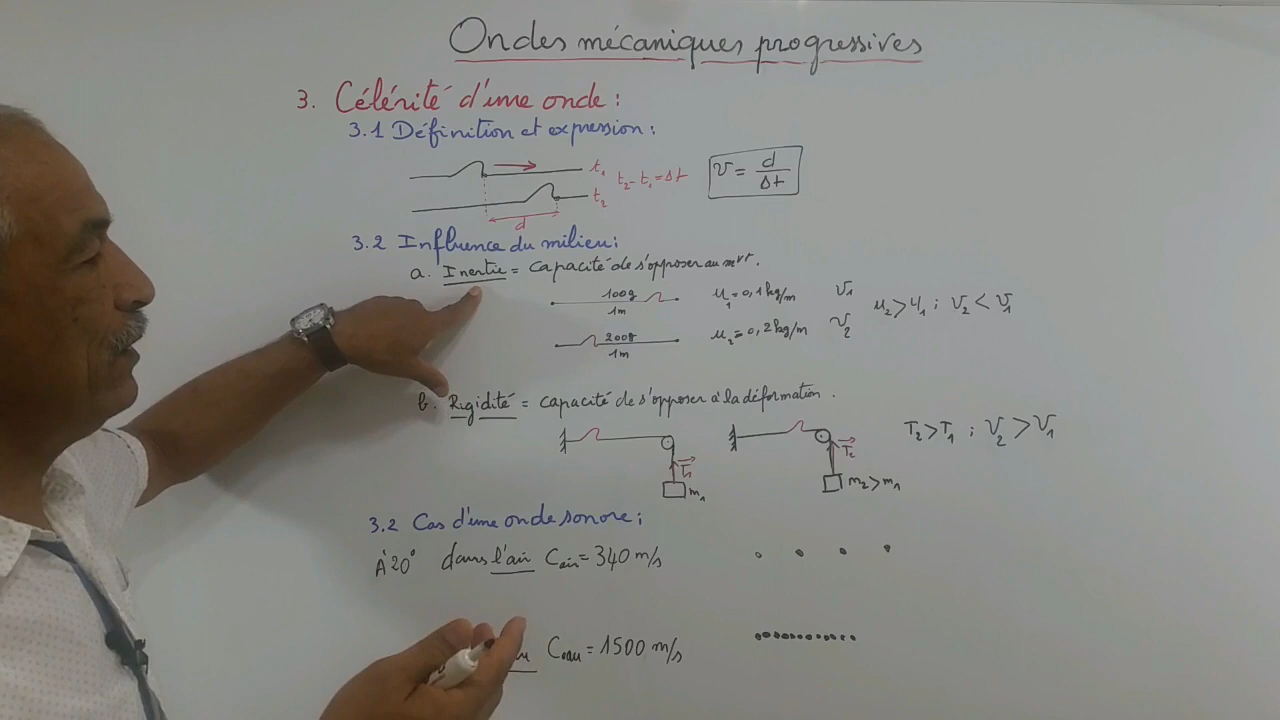 Ondes mécaniques progressives
3. Célérité d'une onde :
3.1 Définition et expression :
t₁
t₂ - t₁ = Δt
v = d/Δt
t₂
d
3.2 Influence du milieu :
a. Inertie = capacité de s'opposer au mvt.
100g
1m
μ₁ = 0,1 kg/m
v₁
μ₂ > μ₁ ; v₂ < v₁
200g
1m
μ₂ = 0,2 kg/m
v₂
b. Rigidité = capacité de s'opposer à la déformation.
T₁
m₁
T₂
m₂ > m₁
T₂ > T₁ ; v₂ > v₁
3.2 Cas d'une onde sonore ;
À 20° dans l'air Cair = 340 m/s
Ceau = 1500 m/s